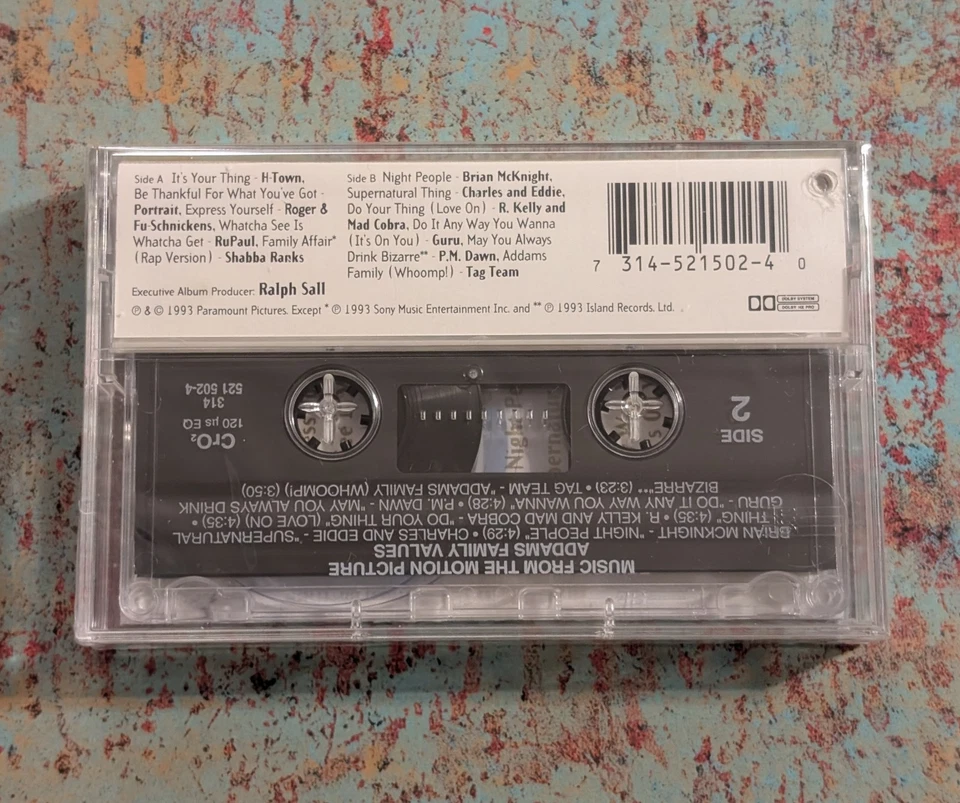 Side A It's Your Thing - H-Town,
Be Thankful For What You've Got -
Portrait, Express Yourself - Roger &
Fu-Schnickens, Whatcha See Is
Whatcha Get - RuPaul, Family Affair*
(Rap Version) - Shabba Ranks
Side B Night People - Brian McKnight,
Supernatural Thing - Charles and Eddie,
Do Your Thing (Love On) - R. Kelly and
Mad Cobra, Do It Any Way You Wanna
(It's On You) - Guru, May You Always
Drink Bizarre** - P.M. Dawn, Addams
Family (Whoomp!) - Tag Team
Executive Album Producer: Ralph Sall
℗ & © 1993 Paramount Pictures. Except * ℗ 1993 Sony Music Entertainment Inc. and ** ℗ 1993 Island Records. Ltd.
7 314-521502-4 0
DOLBY SYSTEM
DOLBY HX PRO
MUSIC FROM THE MOTION PICTURE
ADDAMS FAMILY VALUES
BRIAN MCKNIGHT - "NIGHT PEOPLE" (4:29) • CHARLES AND EDDIE - "SUPERNATURAL
THING" (4:35) • R. KELLY AND MAD COBRA - "DO YOUR THING" (LOVE ON) (4:35) •
GURU - "DO IT ANY WAY YOU WANNA" (4:28) • P.M. DAWN - "MAY YOU ALWAYS DRINK
BIZARRE"** (3:23) • TAG TEAM - "ADDAMS FAMILY (WHOOMP!) (3:50)
SIDE
2
CrO₂
120 µs EQ
314
521 502-4
Night Pe